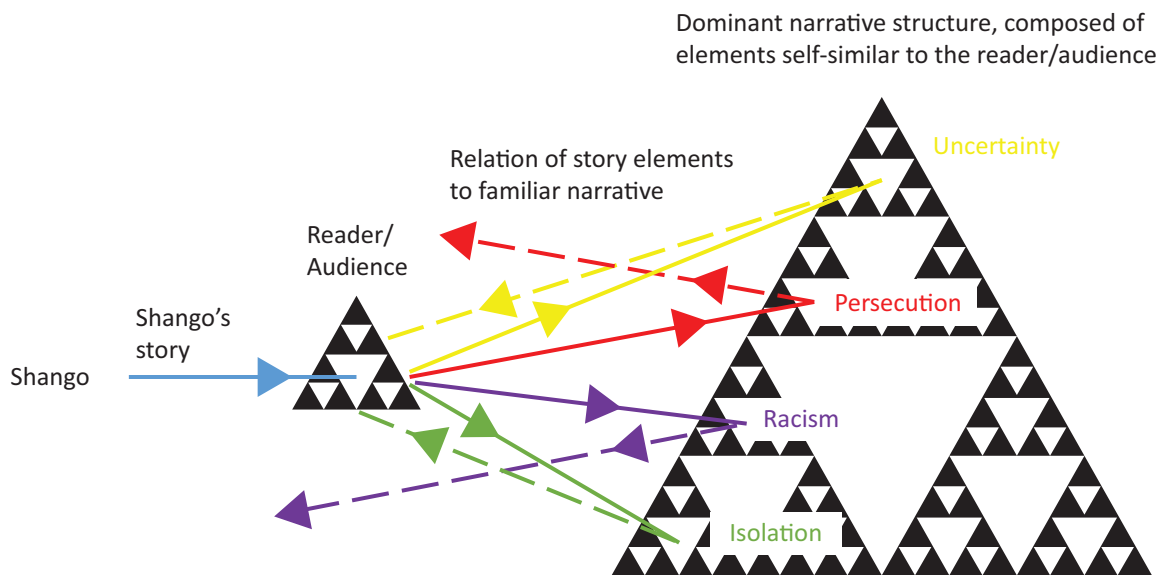 Dominant narrative structure, composed of
elements self-similar to the reader/audience
Uncertainty
Relation of story elements
to familiar narrative
Reader/
Audience
Persecution
Shango’s
story
Shango
Racism
Isolation